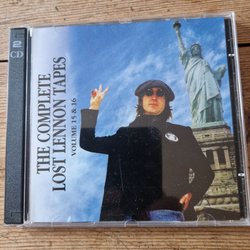 2
CD
THE COMPLETE
LOST LENNON TAPES
VOLUME 15 & 16